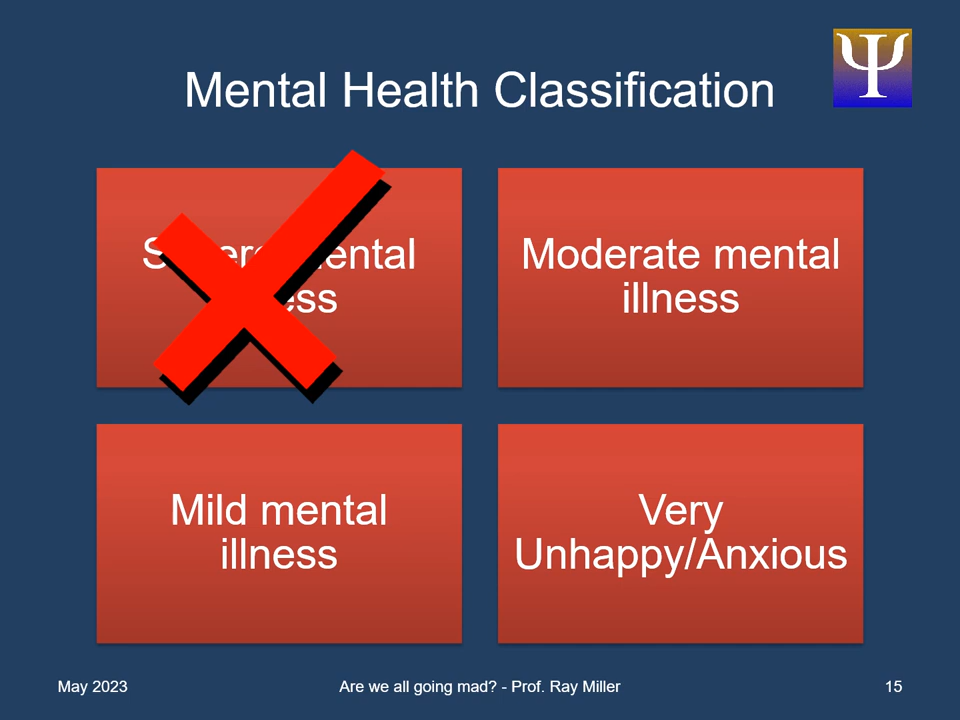 Mental Health Classification
mental
Moderate mental
illness
Mild mental
illness
Very
Unhappy/Anxious
May 2023
Are we all going mad? - Prof. Ray Miller
15